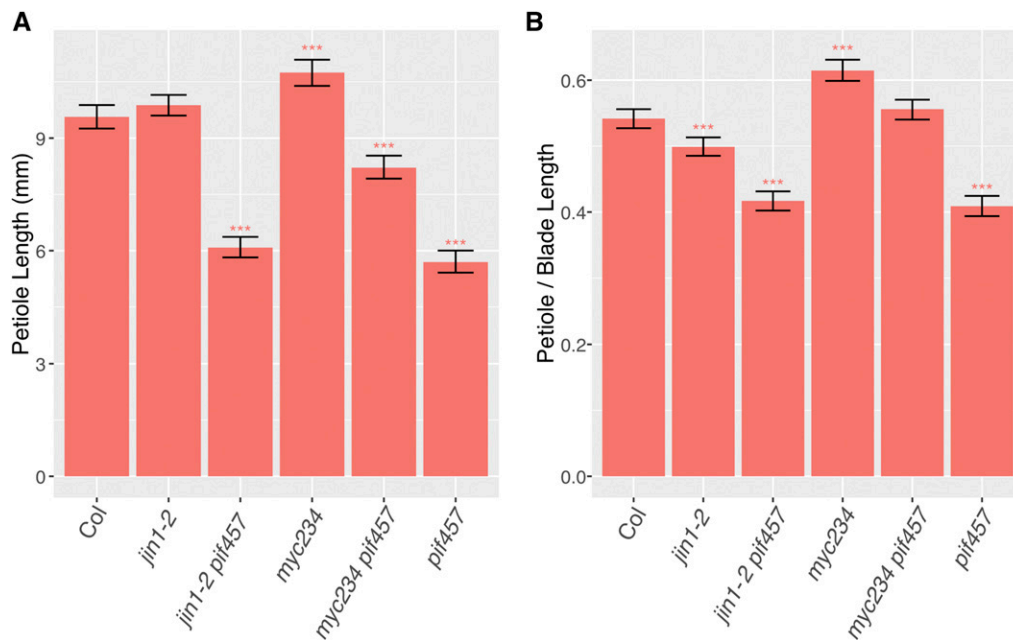 A
Petiole Length (mm)
9
6
3
0
***
***
***
***
Col
jin1-2
jin1-2 pif457
myc234
myc234 pif457
pif457
B
Petiole / Blade Length
0.6
0.4
0.2
0.0
***
***
***
***
Col
jin1-2
jin1-2 pif457
myc234
myc234 pif457
pif457